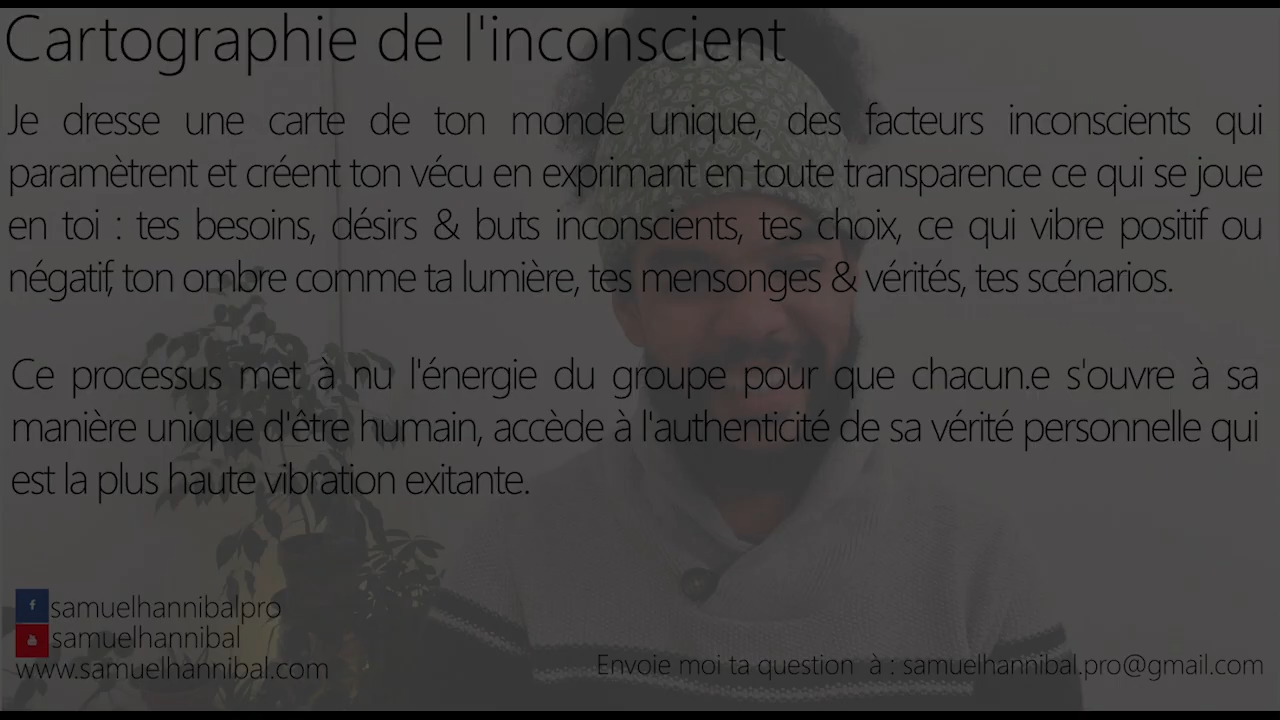 Cartographie de l'inconscient
Je dresse une carte de ton monde unique, des facteurs inconscients qui
paramètrent et créent ton vécu en exprimant en toute transparence ce qui se joue
en toi : tes besoins, désirs & buts inconscients, tes choix, ce qui vibre positif ou
négatif, ton ombre comme ta lumière, tes mensonges & vérités, tes scénarios.
Ce processus met à nu l'énergie du groupe pour que chacun.e s'ouvre à sa
manière unique d'être humain, accède à l'authenticité de sa vérité personnelle qui
est la plus haute vibration exitante.
f samuelhannibalpro
samuelhannibal
www.samuelhannibal.com
Envoie moi ta question à : samuelhannibal.pro@gmail.com